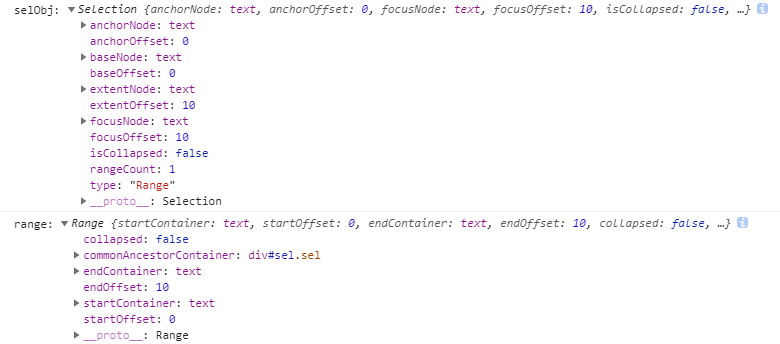 selObj: ▼Selection {anchorNode: text, anchorOffset: 0, focusNode: text, focusOffset: 10, isCollapsed: false, …} i
▶anchorNode: text
anchorOffset: 0
▶baseNode: text
baseOffset: 0
▶extentNode: text
extentOffset: 10
▶focusNode: text
focusOffset: 10
isCollapsed: false
rangeCount: 1
type: "Range"
▶__proto__: Selection
range: ▼Range {startContainer: text, startOffset: 0, endContainer: text, endOffset: 10, collapsed: false, …} i
collapsed: false
▶commonAncestorContainer: div#sel.sel
▶endContainer: text
endOffset: 10
▶startContainer: text
startOffset: 0
▶__proto__: Range